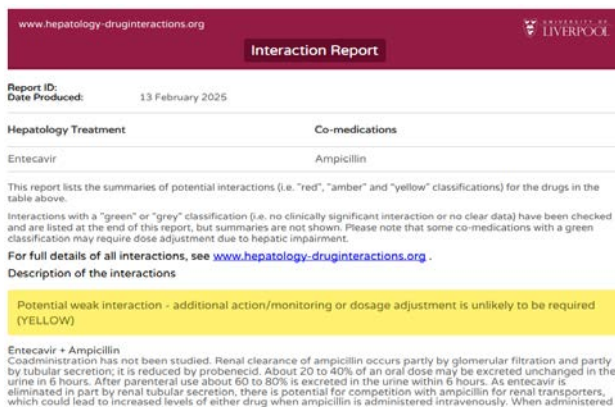 www.hepatology-druginteractions.org
UNIVERSITY OF
LIVERPOOL
Interaction Report
Report ID:
Date Produced: 13 February 2025
Hepatology Treatment Co-medications
Entecavir Ampicillin
This report lists the summaries of potential interactions (i.e. "red", "amber" and "yellow" classifications) for the drugs in the
table above.
Interactions with a "green" or "grey" classification (i.e. no clinically significant interaction or no clear data) have been checked
and are listed at the end of this report, but summaries are not shown. Please note that some co-medications with a green
classification may require dose adjustment due to hepatic impairment.
For full details of all interactions, see www.hepatology-druginteractions.org .
Description of the interactions
Potential weak interaction - additional action/monitoring or dosage adjustment is unlikely to be required
(YELLOW)
Entecavir + Ampicillin
Coadministration has not been studied. Renal clearance of ampicillin occurs partly by glomerular filtration and partly
by tubular secretion; it is reduced by probenecid. About 20 to 40% of an oral dose may be excreted unchanged in the
urine in 6 hours. After parenteral use about 60 to 80% is excreted in the urine within 6 hours. As entecavir is
eliminated in part by renal tubular secretion, there is potential for competition with ampicillin for renal transporters,
which could lead to increased levels of either drug when ampicillin is administered intravenously. When administered